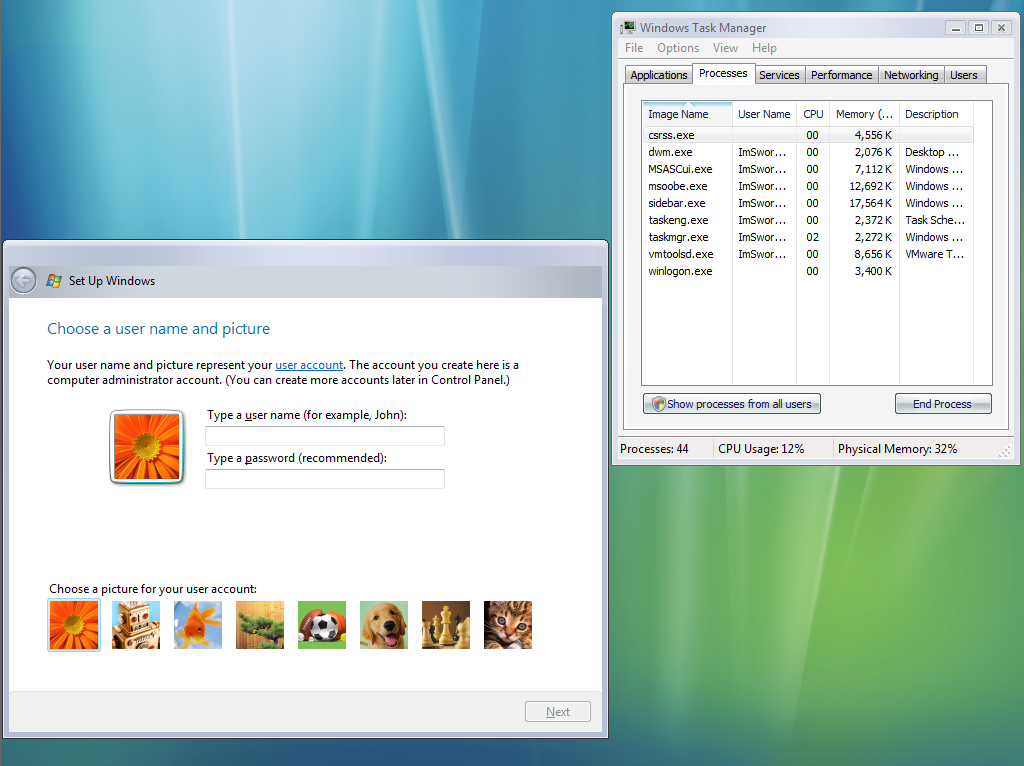 Windows Task Manager
File Options View Help
Applications Processes Services Performance Networking Users
Image Name User Name CPU Memory (... Description
csrss.exe 00 4,556 K
dwm.exe ImSwor... 00 2,076 K Desktop ...
MSASCui.exe ImSwor... 00 7,112 K Windows ...
msoobe.exe ImSwor... 00 12,692 K Windows ...
sidebar.exe ImSwor... 00 17,564 K Windows ...
taskeng.exe ImSwor... 00 2,372 K Task Sche...
taskmgr.exe ImSwor... 02 2,272 K Windows ...
vmtoolsd.exe ImSwor... 00 8,656 K VMware T...
winlogon.exe 00 3,400 K
Show processes from all users End Process
Processes: 44 CPU Usage: 12% Physical Memory: 32%
Set Up Windows
Choose a user name and picture
Your user name and picture represent your user account. The account you create here is a
computer administrator account. (You can create more accounts later in Control Panel.)
Type a user name (for example, John):
Type a password (recommended):
Choose a picture for your user account:
Next